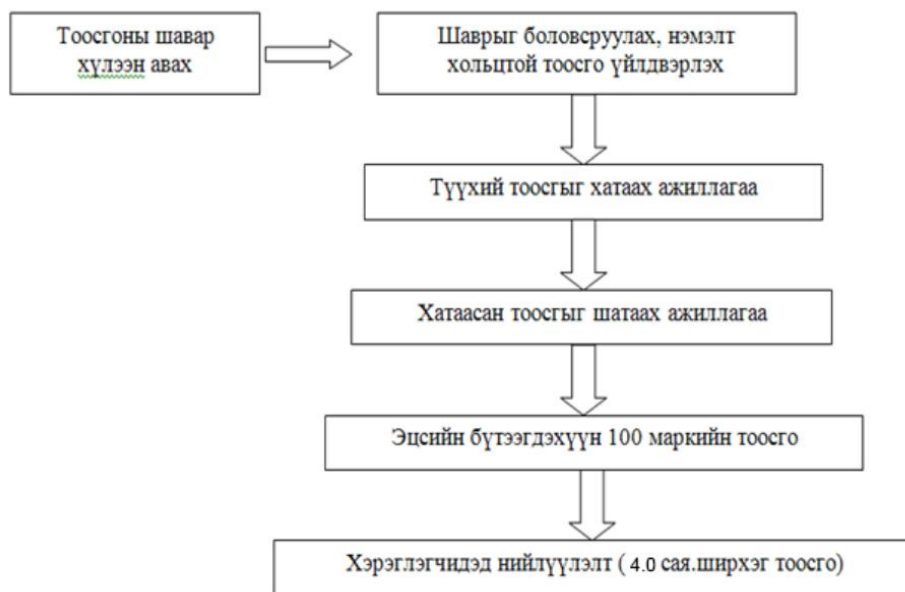 Тоосгоны шавар
хүлээн авах
Шаврыг боловсруулах, нэмэлт
хольцтой тоосго үйлдвэрлэх
Түүхий тоосгыг хатаах ажиллагаа
Хатаасан тоосгыг шатаах ажиллагаа
Эцсийн бүтээгдэхүүн 100 маркийн тоосго
Хэрэглэгчидэд нийлүүлэлт ( 4.0 сая.ширхэг тоосго)